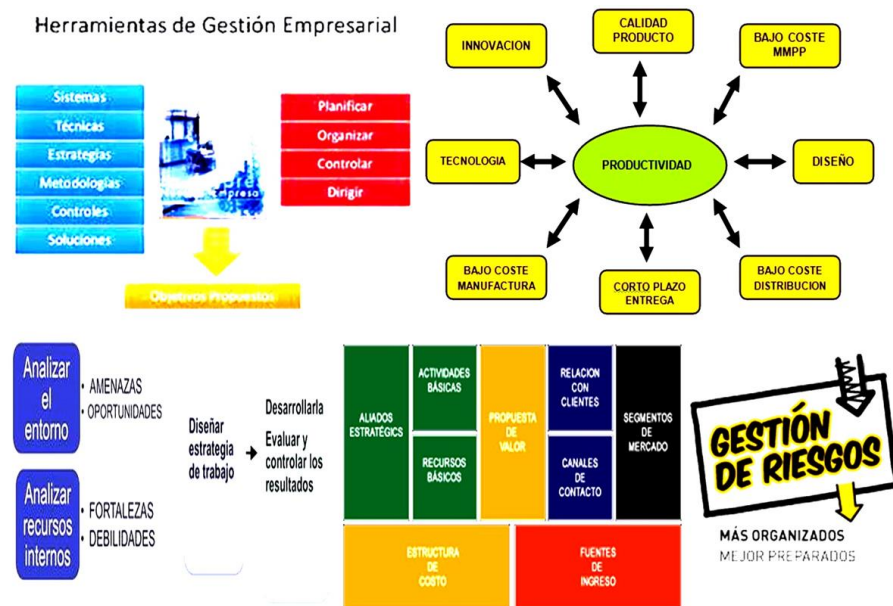 Herramientas de Gestión Empresarial
Sistemas
Técnicas
Estrategias
Metodologías
Controles
Soluciones
Empresa
Planificar
Organizar
Controlar
Dirigir
Objetivos Propuestos
INNOVACION
CALIDAD
PRODUCTO
BAJO COSTE
MMPP
TECNOLOGIA
PRODUCTIVIDAD
DISEÑO
BAJO COSTE
MANUFACTURA
CORTO PLAZO
ENTREGA
BAJO COSTE
DISTRIBUCION
Analizar
el
entorno
• AMENAZAS
• OPORTUNIDADES
Analizar
recursos
internos
• FORTALEZAS
• DEBILIDADES
Diseñar
estrategia
de trabajo
Desarrollarla
Evaluar y
controlar los
resultados
ALIADOS
ESTRATÉGICS
ACTIVIDADES
BÁSICAS
RECURSOS
BÁSICOS
PROPUESTA
DE
VALOR
RELACION
CON
CLIENTES
CANALES
DE
CONTACTO
SEGMENTOS
DE
MERCADO
ESTRUCTURA
DE
COSTO
FUENTES
DE
INGRESO
GESTIÓN
DE RIESGOS
MÁS ORGANIZADOS
MEJOR PREPARADOS